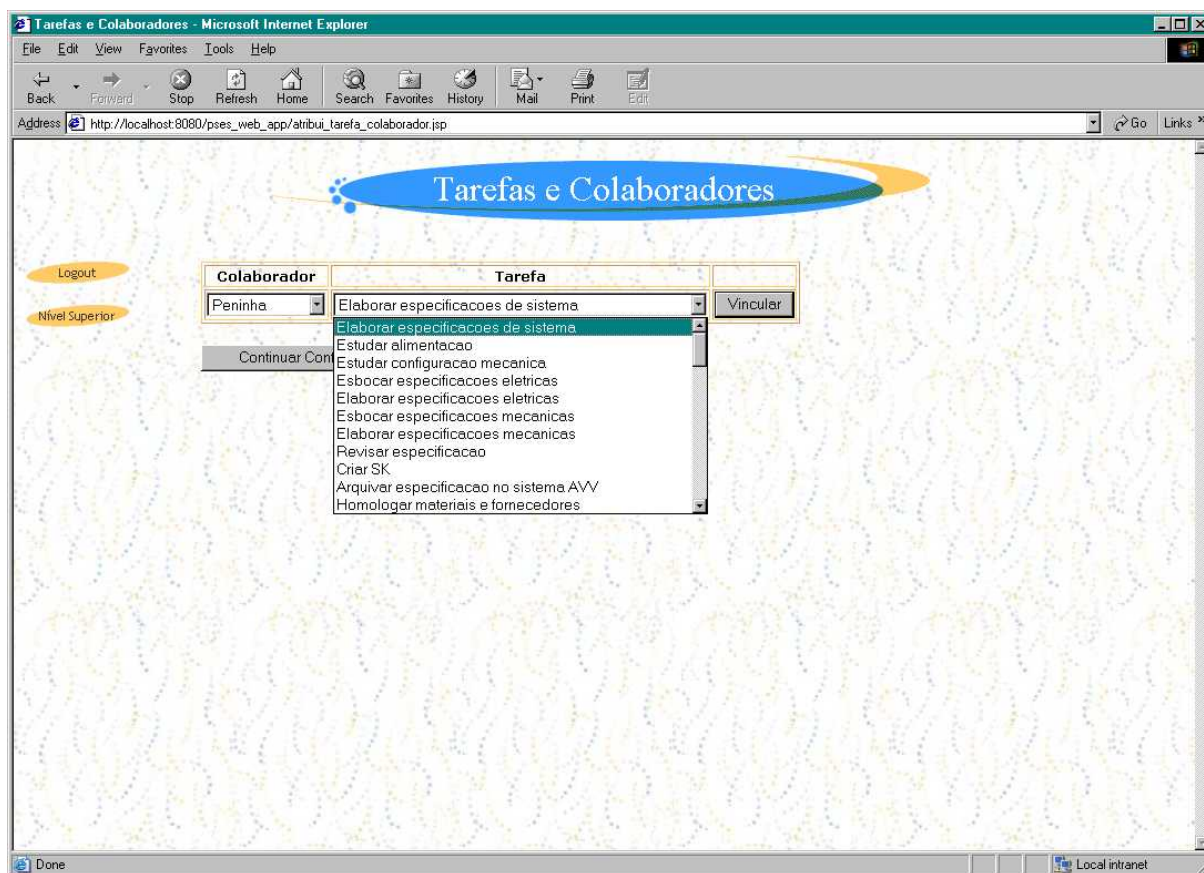 Tarefas e Colaboradores - Microsoft Internet Explorer
File Edit View Favorites Tools Help
Back Forward Stop Refresh Home Search Favorites History Mail Print Edit
Address http://localhost:8080/pses_web_app/atribui_tarefa_colaborador.jsp Go Links »
Tarefas e Colaboradores
Logout
Nível Superior
Colaborador Tarefa
Peninha Elaborar especificacoes de sistema Vincular
Continuar Conf
Elaborar especificacoes de sistema
Estudar alimentacao
Estudar configuracao mecanica
Esbocar especificacoes eletricas
Elaborar especificacoes eletricas
Esbocar especificacoes mecanicas
Elaborar especificacoes mecanicas
Revisar especificacao
Criar SK
Arquivar especificacao no sistema AVV
Homologar materiais e fornecedores
Done Local intranet